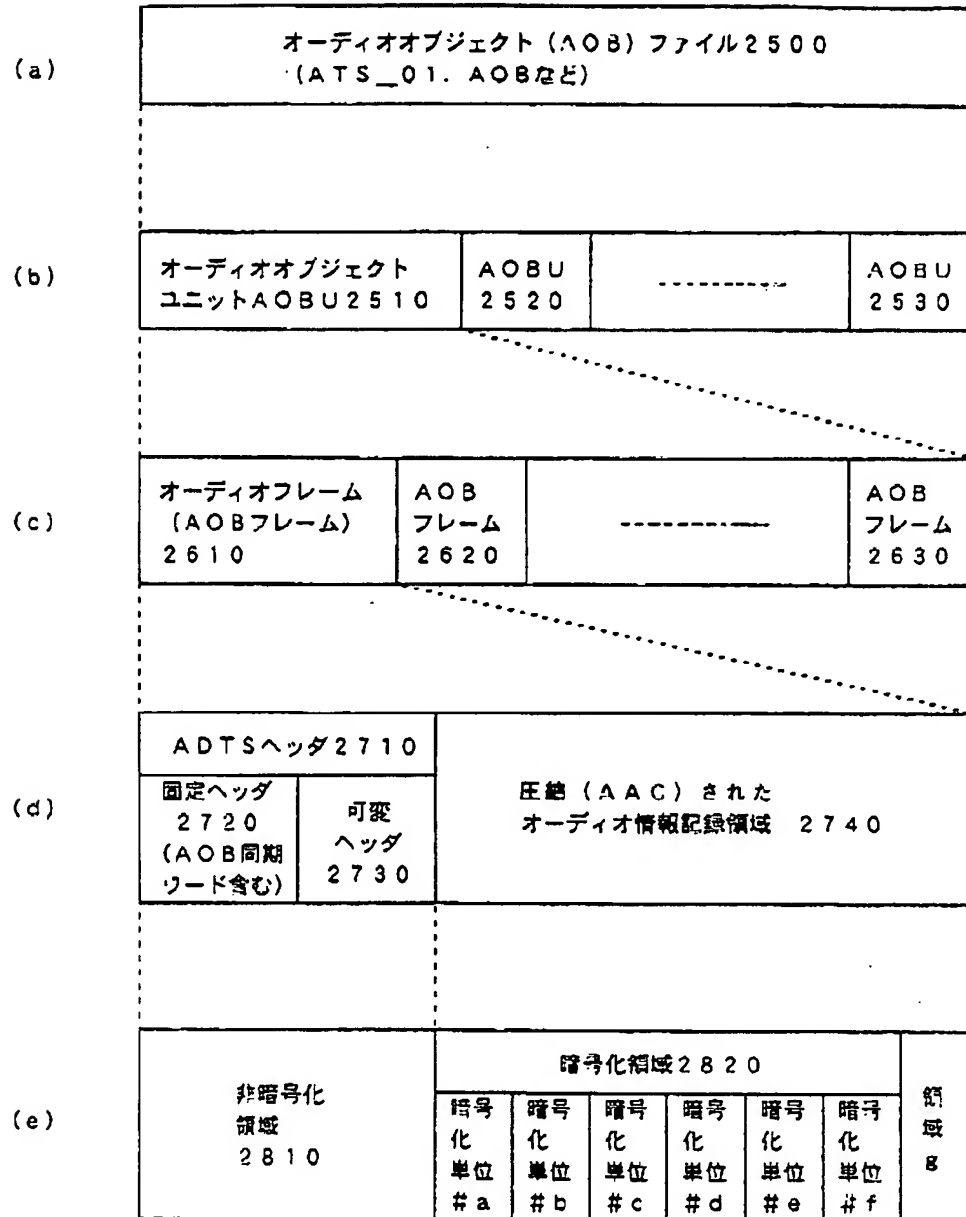 (a)
オーディオオブジェクト(AOB)ファイル2500
(ATS_01.AOBなど)
(b)
オーディオオブジェクト
ユニットAOBU2510
AOBU
2520
AOBU
2530
(c)
オーディオフレーム
(AOBフレーム)
2610
AOB
フレーム
2620
AOB
フレーム
2630
(d)
ADTSヘッダ2710
固定ヘッダ
2720
(AOB同期
ワード含む)
可変
ヘッダ
2730
圧縮(AAC)された
オーディオ情報記録領域 2740
(e)
非暗号化
領域
2810
暗号化領域2820
暗号
化
単位
#a
暗号
化
単位
#b
暗号
化
単位
#c
暗号
化
単位
#d
暗号
化
単位
#e
暗号
化
単位
#f
領
域
g